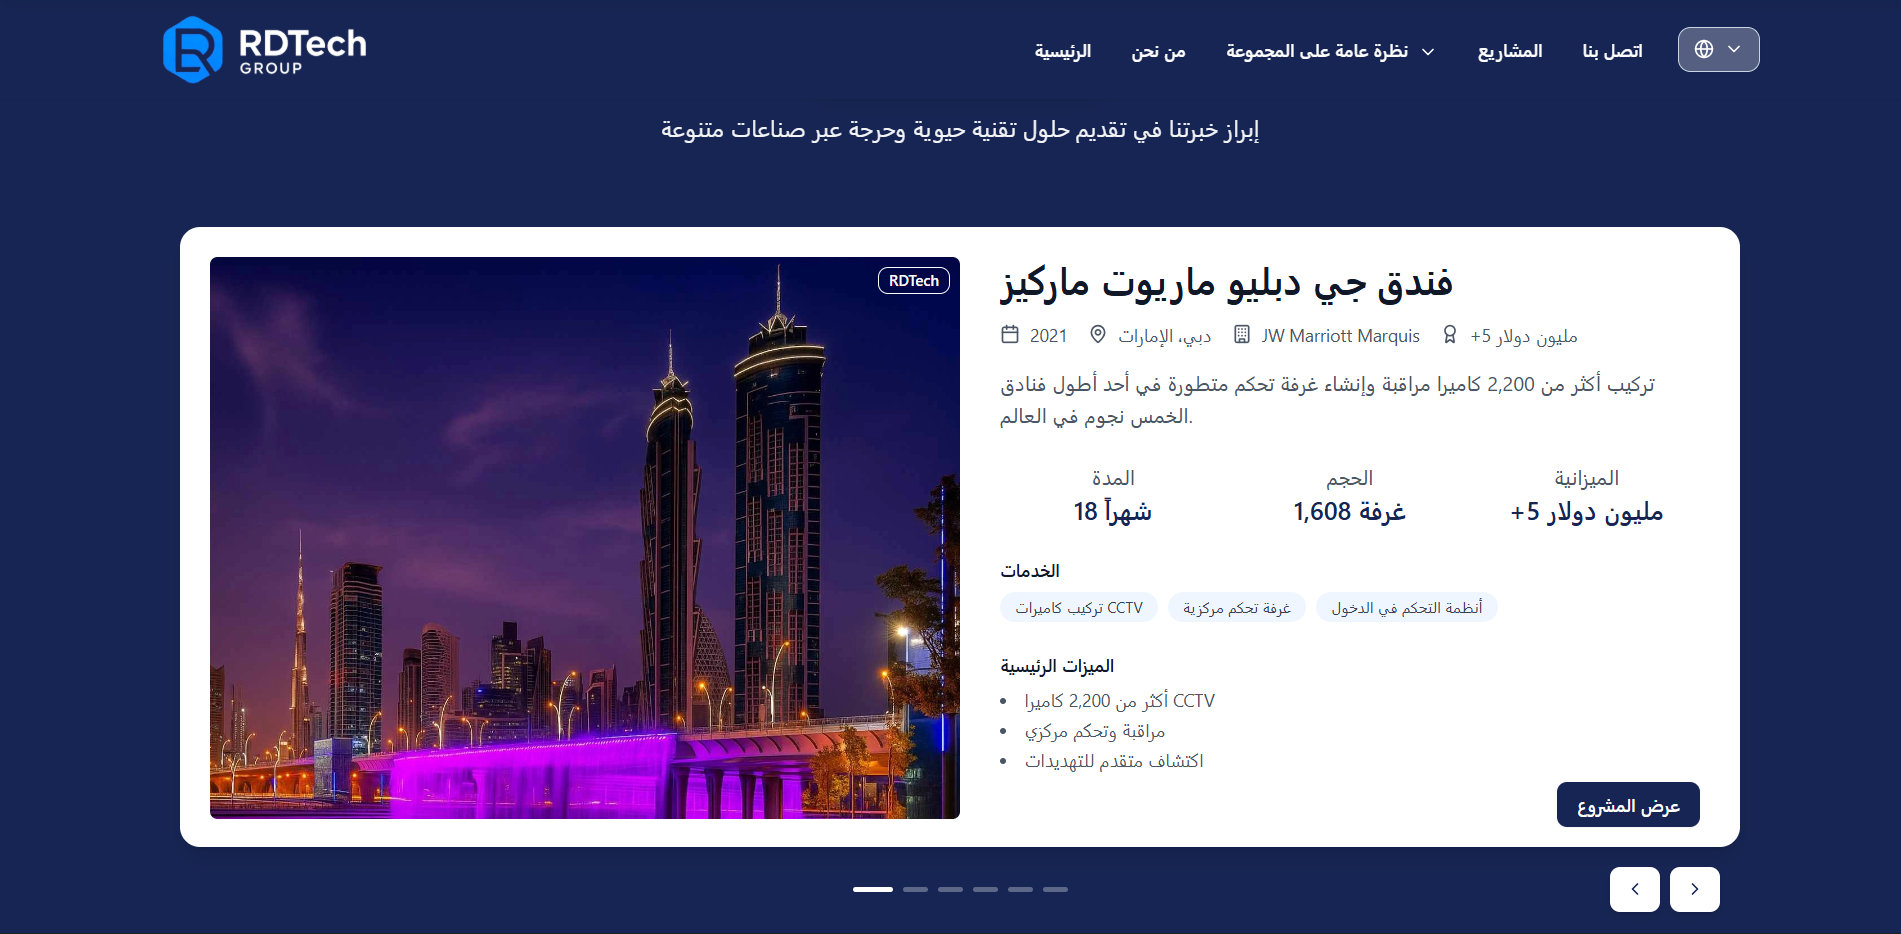 RDTech
GROUP
الرئيسية
من نحن
نظرة عامة على المجموعة
المشاريع
اتصل بنا
إبراز خبرتنا في تقديم حلول تقنية حيوية وحرجة عبر صناعات متنوعة
RDTech
فندق جي دبليو ماريوت ماركيز
2021
دبي، الإمارات
JW Marriott Marquis
مليون دولار 5+
تركيب أكثر من 2,200 كاميرا مراقبة وإنشاء غرفة تحكم متطورة في أحد أطول فنادق
الخمس نجوم في العالم.
المدة
شهراً 18
الحجم
غرفة 1,608
الميزانية
مليون دولار 5+
الخدمات
تركيب كاميرات CCTV
غرفة تحكم مركزية
أنظمة التحكم في الدخول
الميزات الرئيسية
أكثر من 2,200 كاميرا CCTV
مراقبة وتحكم مركزي
اكتشاف متقدم للتهديدات
عرض المشروع